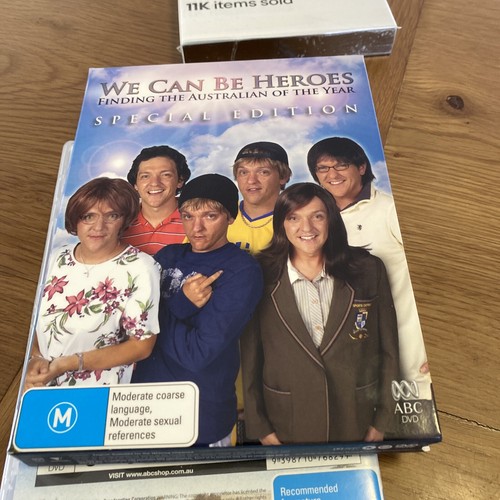 11K items sold
WE CAN BE HEROES
FINDING THE AUSTRALIAN OF THE YEAR
SPECIAL EDITION
M
Moderate coarse
language,
Moderate sexual
references
ABC
DVD
DVD
VISIT www.abcshop.com.au
Recommended